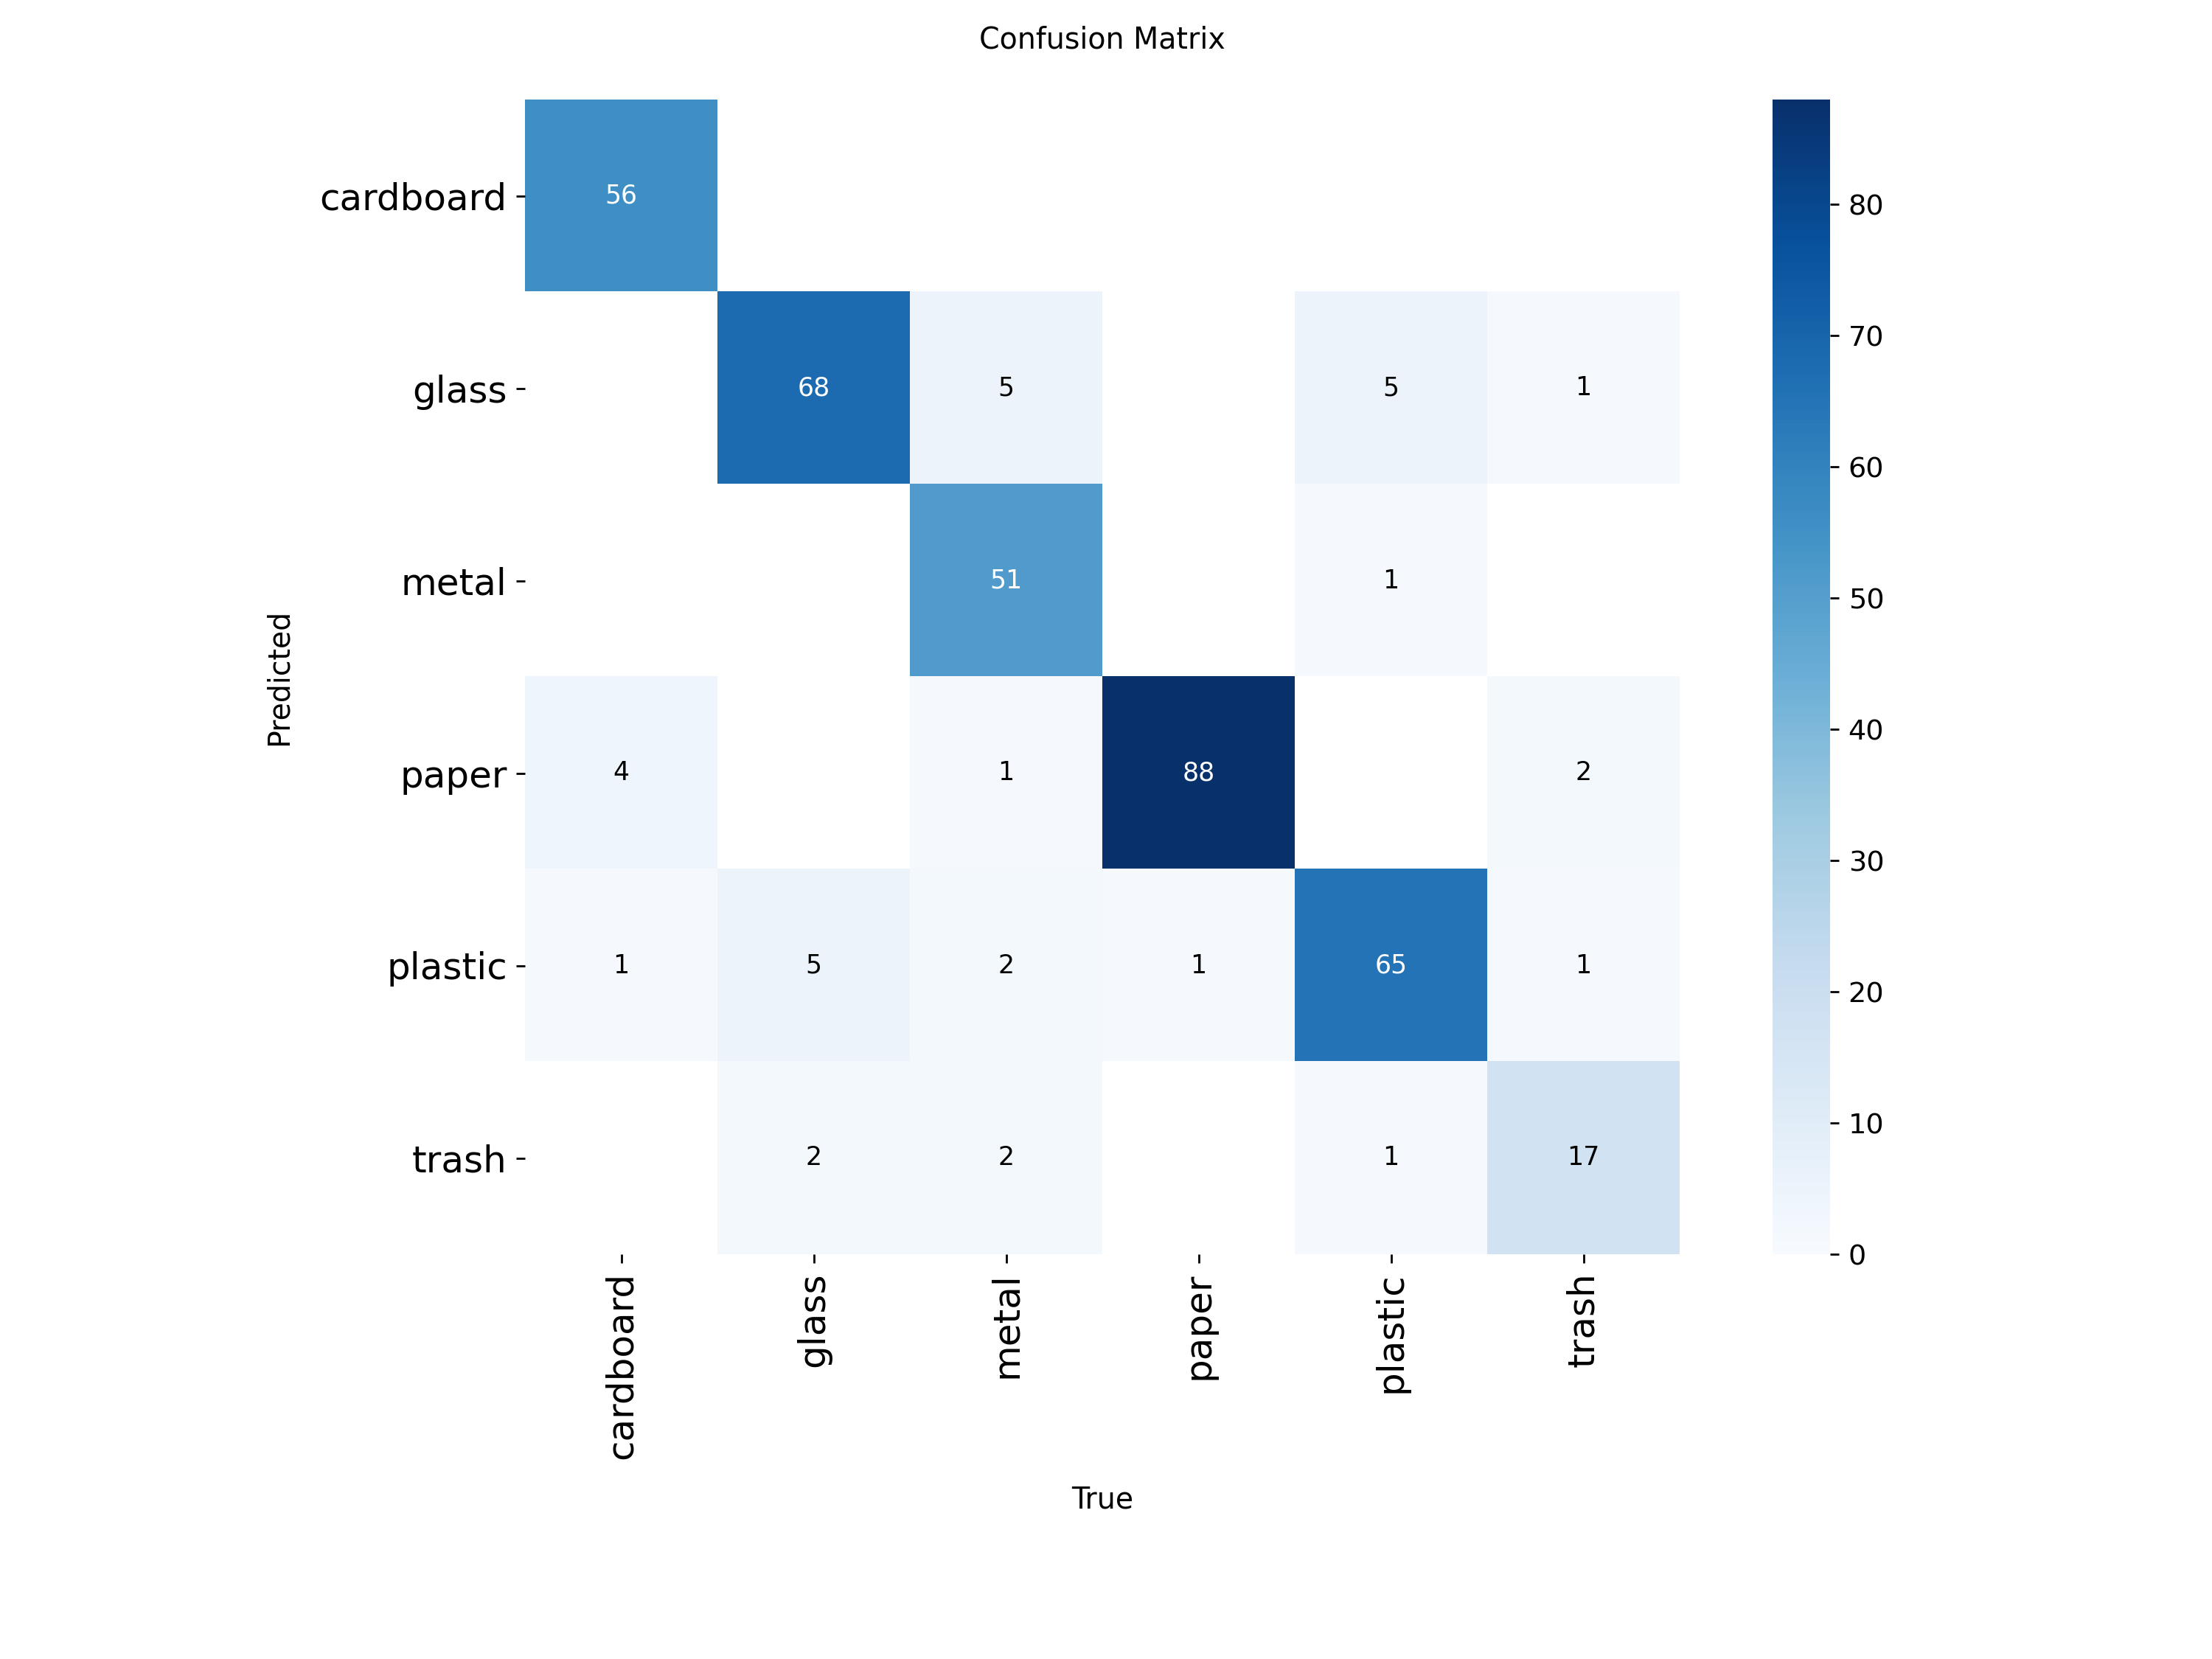 Confusion Matrix
cardboard
56
80
glass
68 5 5 1
70
60
metal
51 1
50
Predicted
paper
4 1 88 2
40
30
plastic
1 5 2 1 65 1
20
trash
2 2 1 17
10
0
cardboard
glass
metal
paper
plastic
trash
True